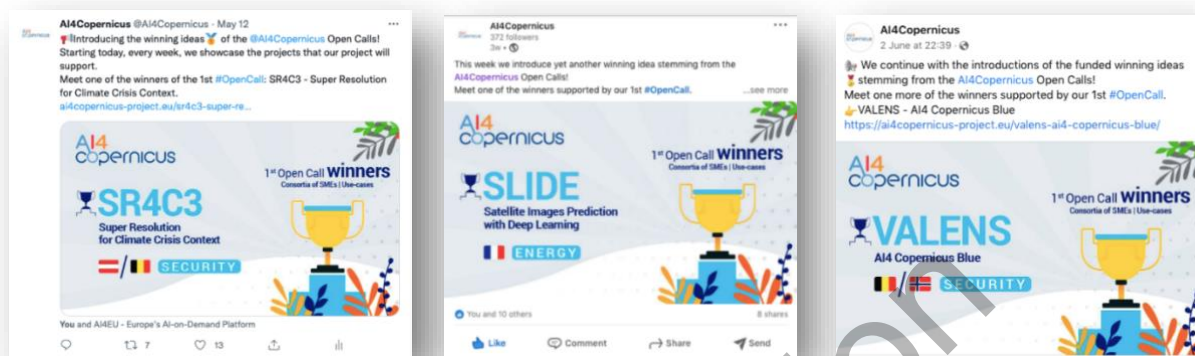 AI4Copernicus @AI4Copernicus · May 12
Introducing the winning ideas of the @AI4Copernicus Open Calls!
Starting today, every week, we showcase the projects that our project will
support.
Meet one of the winners of the 1st #OpenCall: SR4C3 - Super Resolution
for Climate Crisis Context.
ai4copernicus-project.eu/sr4c3-super-re...
AI4
copernicus
1st Open Call winners
Consortia of SMEs | Use-cases
SR4C3
Super Resolution
for Climate Crisis Context
/
SECURITY
You and AI4EU - Europe's AI-on-Demand Platform
7
13
AI4Copernicus
372 followers
3w •
This week we introduce yet another winning idea stemming from the
AI4Copernicus Open Calls!
Meet one of the winners supported by our 1st #OpenCall.
...see more
AI4
copernicus
1st Open Call winners
Consortia of SMEs | Use-cases
SLIDE
Satellite Images Prediction
with Deep Learning
ENERGY
You and 10 others
8 shares
Like
Comment
Share
Send
AI4Copernicus
2 June at 22:39 ·
We continue with the introductions of the funded winning ideas
stemming from the AI4Copernicus Open Calls!
Meet one more of the winners supported by our 1st #OpenCall.
VALENS - AI4 Copernicus Blue
https://ai4copernicus-project.eu/valens-ai4-copernicus-blue/
AI4
copernicus
1st Open Call winners
Consortia of SMEs | Use-cases
VALENS
AI4 Copernicus Blue
/
SECURITY